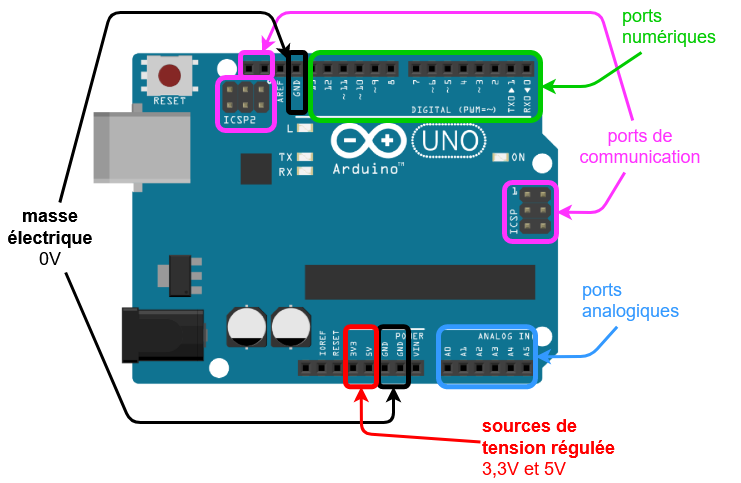 ports
numériques
RESET
AREF
GND
12
~11
~10
~9
8
7
~6
~5
4
~3
2
TX0▶1
RX0◀0
DIGITAL (PWM=~)
ICSP2
L
TX
RX
Arduino™
UNO
ON
ports de
communication
1
ICSP
masse
électrique
0V
ports
analogiques
IOREF
RESET
3V3
5V
GND
GND
VIN
POWER
ANALOG IN
A0
A1
A2
A3
A4
A5
sources de
tension régulée
3,3V et 5V